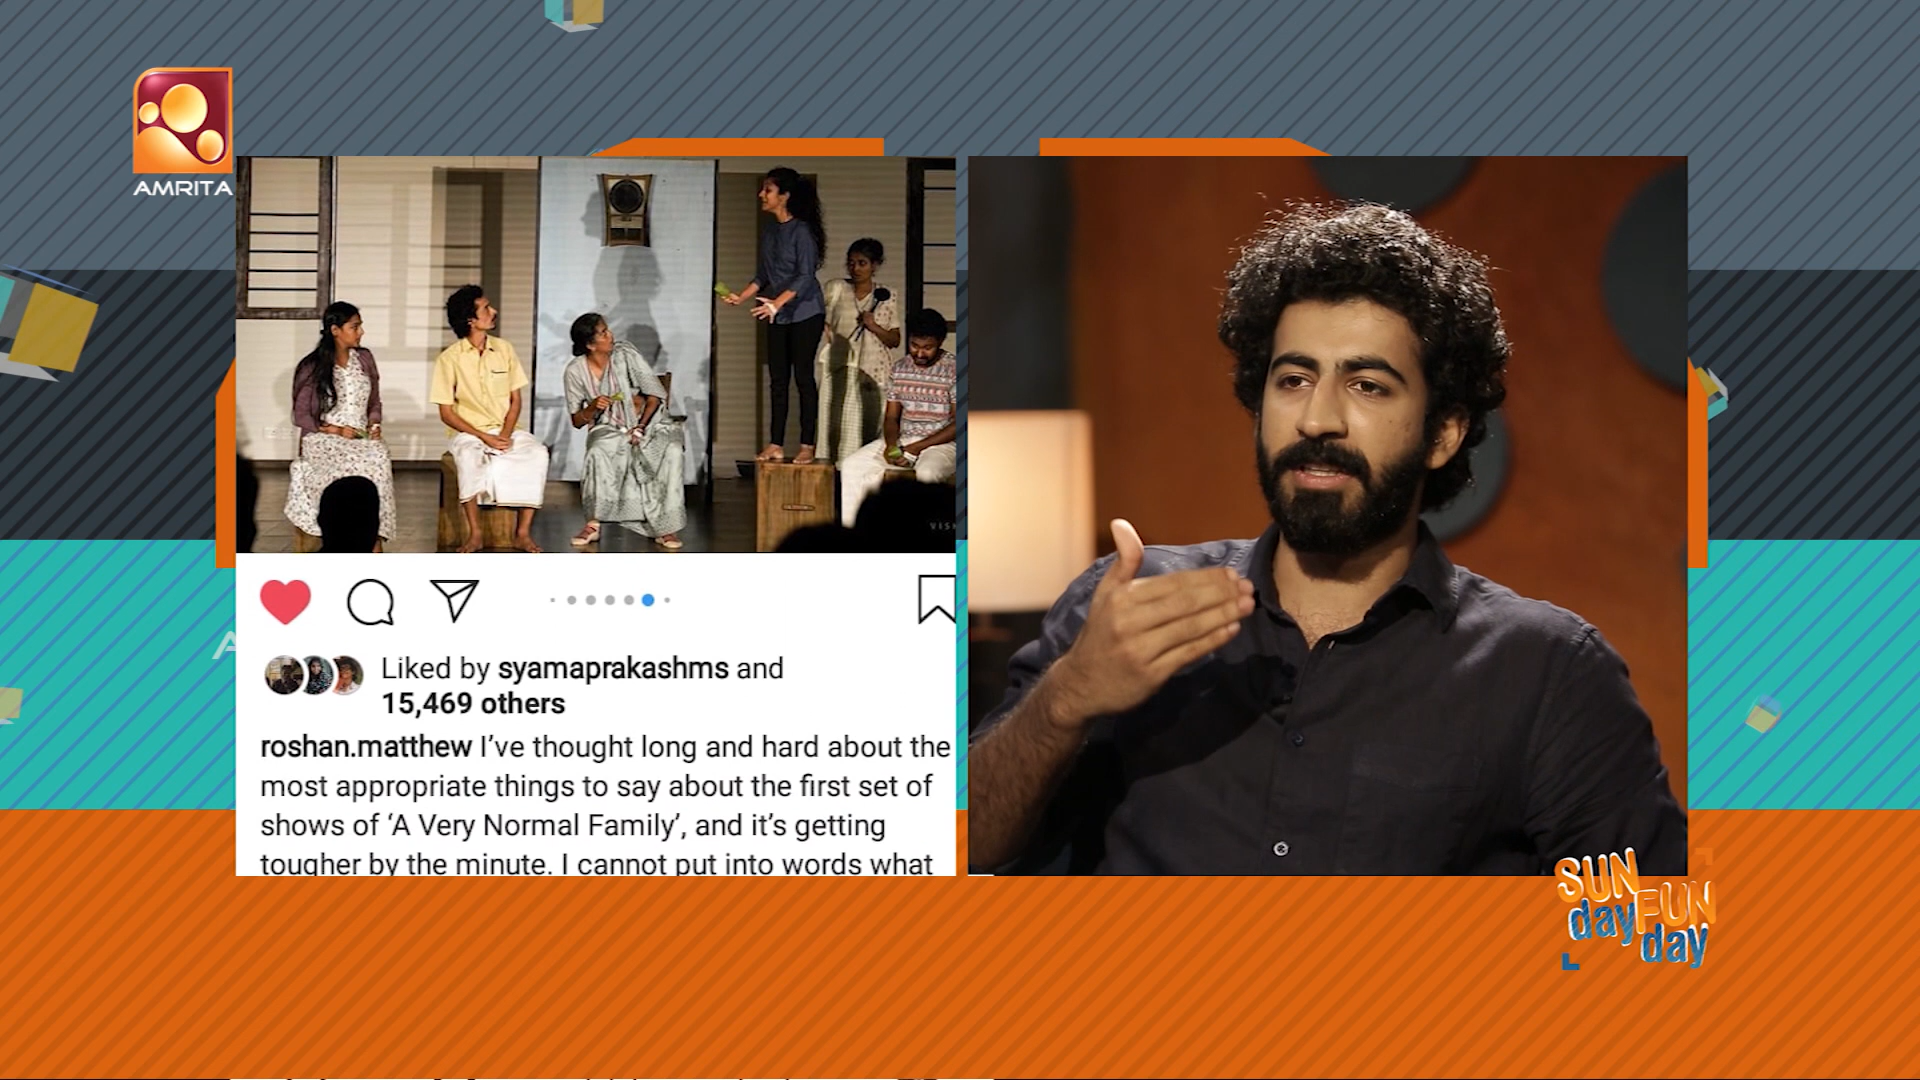 AMRITA
VISH
Liked by syamaprakashms and
15,469 others
roshan.matthew I've thought long and hard about the
most appropriate things to say about the first set of
shows of 'A Very Normal Family', and it's getting
tougher by the minute. I cannot put into words what
SUN
day FUN
day